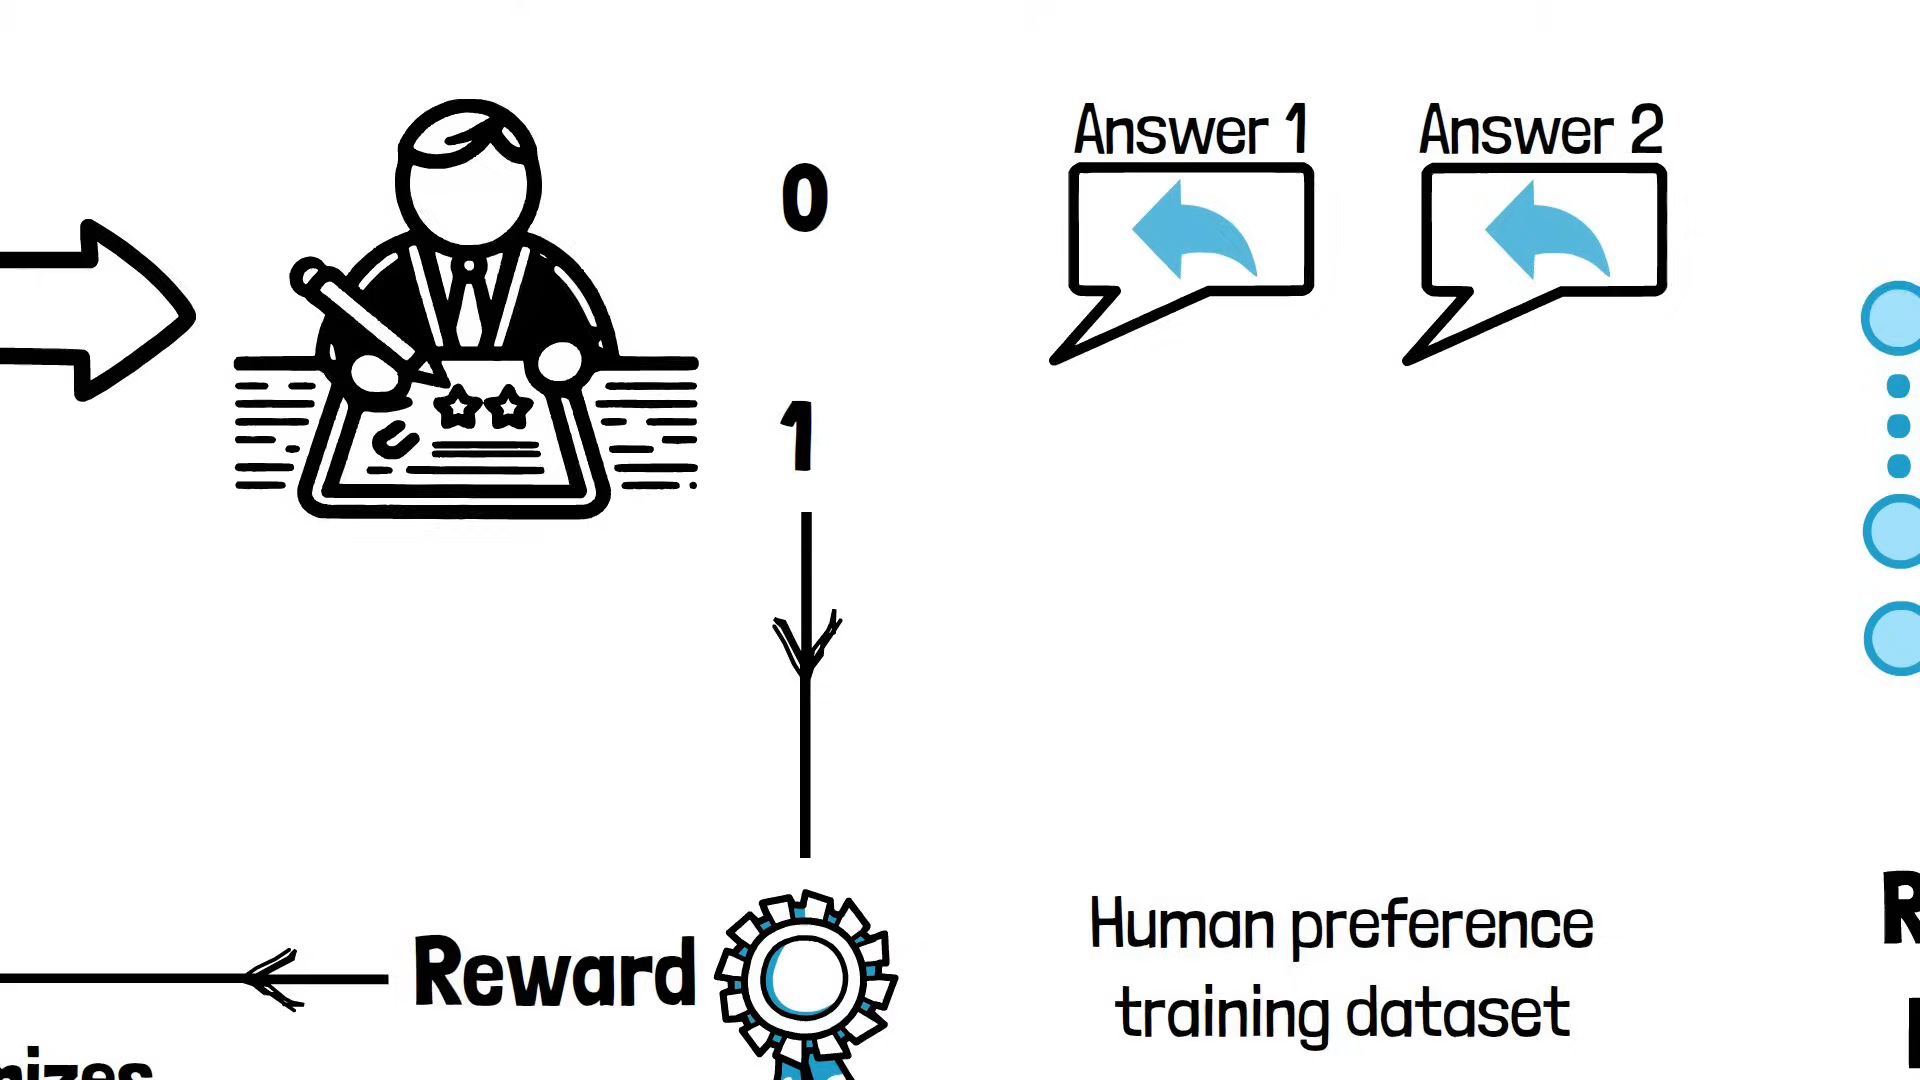 0
1
Answer 1
Answer 2
Reward
Human preference
training dataset